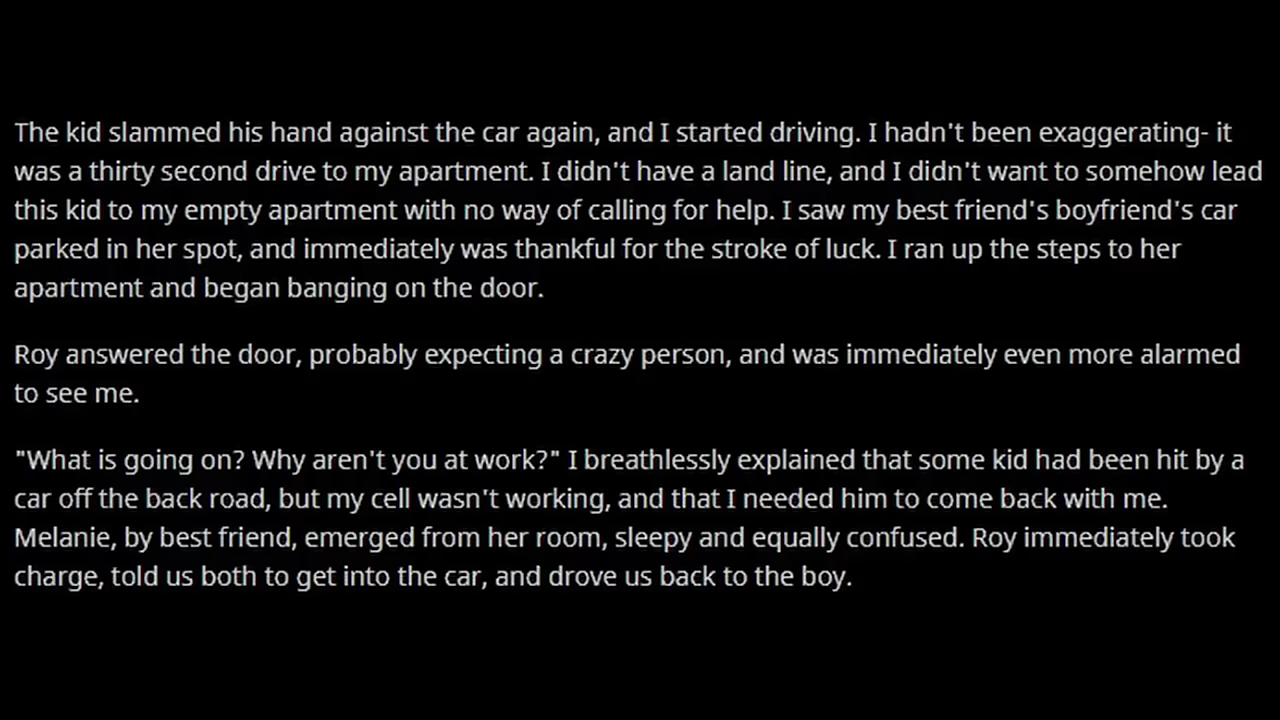 The kid slammed his hand against the car again, and I started driving. I hadn't been exaggerating- it
was a thirty second drive to my apartment. I didn't have a land line, and I didn't want to somehow lead
this kid to my empty apartment with no way of calling for help. I saw my best friend's boyfriend's car
parked in her spot, and immediately was thankful for the stroke of luck. I ran up the steps to her
apartment and began banging on the door.
Roy answered the door, probably expecting a crazy person, and was immediately even more alarmed
to see me.
"What is going on? Why aren't you at work?" I breathlessly explained that some kid had been hit by a
car off the back road, but my cell wasn't working, and that I needed him to come back with me.
Melanie, by best friend, emerged from her room, sleepy and equally confused. Roy immediately took
charge, told us both to get into the car, and drove us back to the boy.